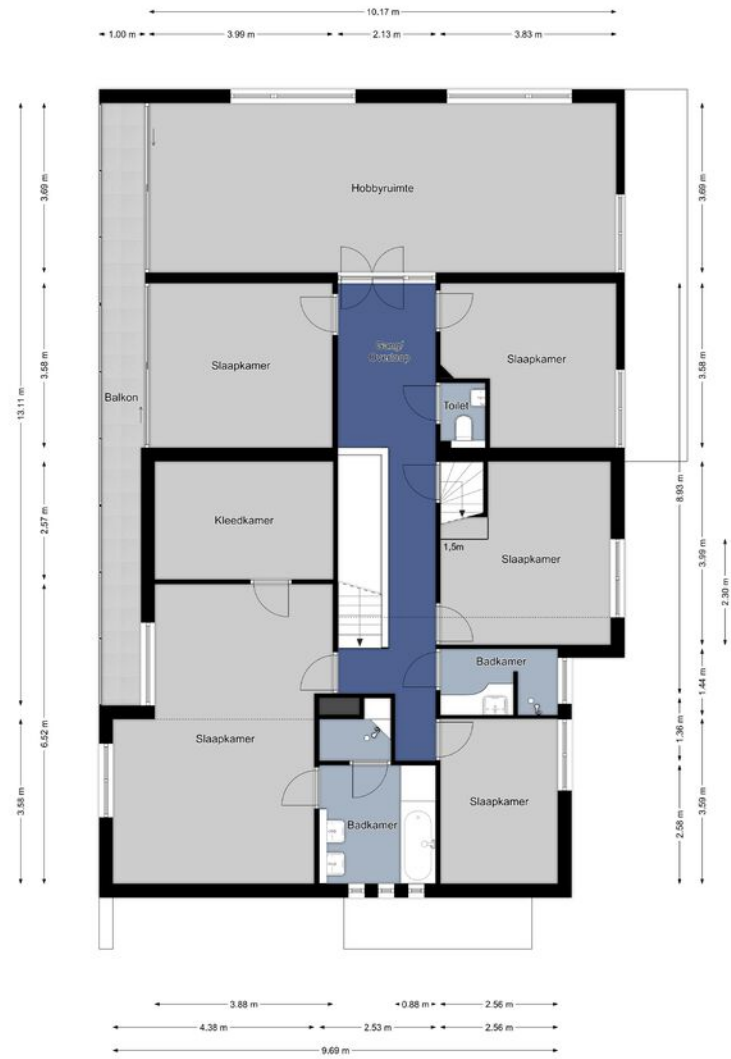 10.17 m
1.00 m
3.99 m
2.13 m
3.83 m
3.69 m
3.69 m
Hobbyruimte
13.11 m
3.58 m
Slaapkamer
Gang/
Overloop
Slaapkamer
3.58 m
Balkon
Toilet
8.93 m
2.57 m
Kleedkamer
1,5m
Slaapkamer
3.99 m
2.30 m
Badkamer
1.44 m
6.52 m
Slaapkamer
1.36 m
3.58 m
Slaapkamer
Badkamer
2.58 m
3.59 m
3.88 m
0.88 m
2.56 m
4.38 m
2.53 m
2.56 m
9.69 m